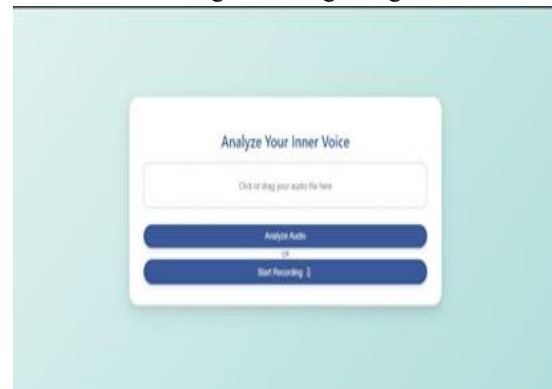 Analyze Your Inner Voice
Click or drag your audio file here
Analyze Audio
OR
Start Recording